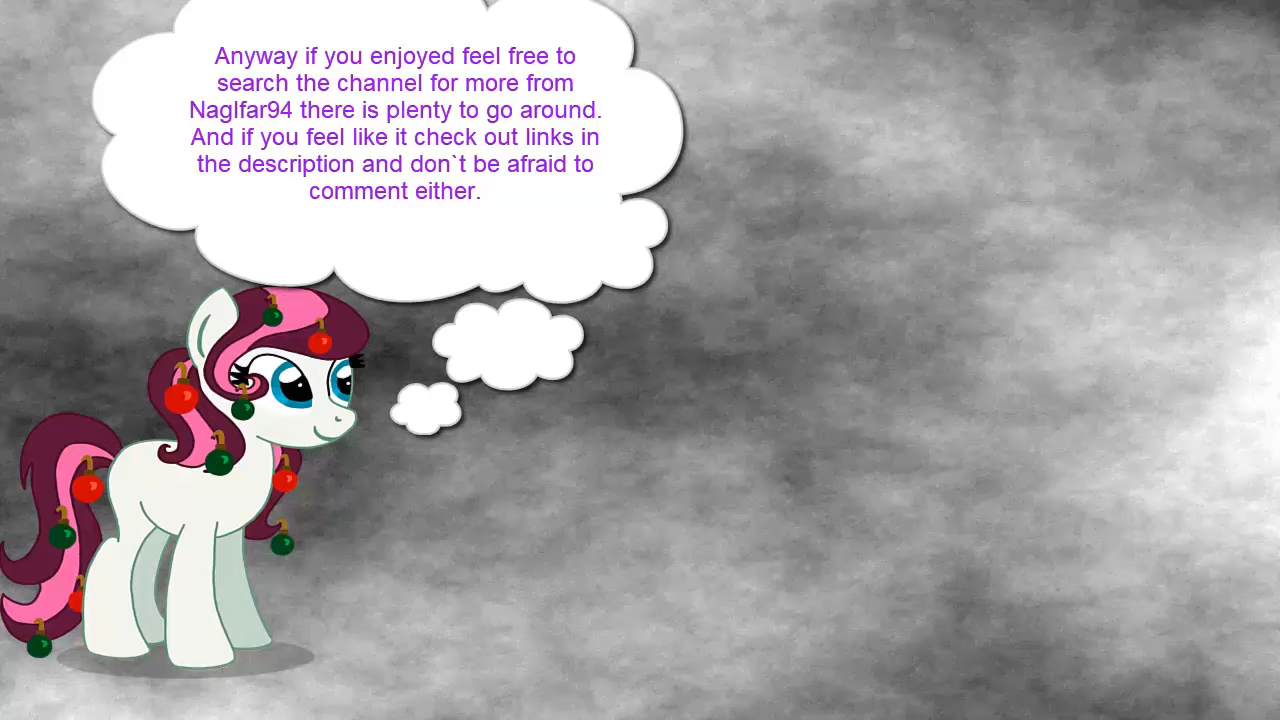 Anyway if you enjoyed feel free to
search the channel for more from
Naglfar94 there is plenty to go around.
And if you feel like it check out links in
the description and don`t be afraid to
comment either.